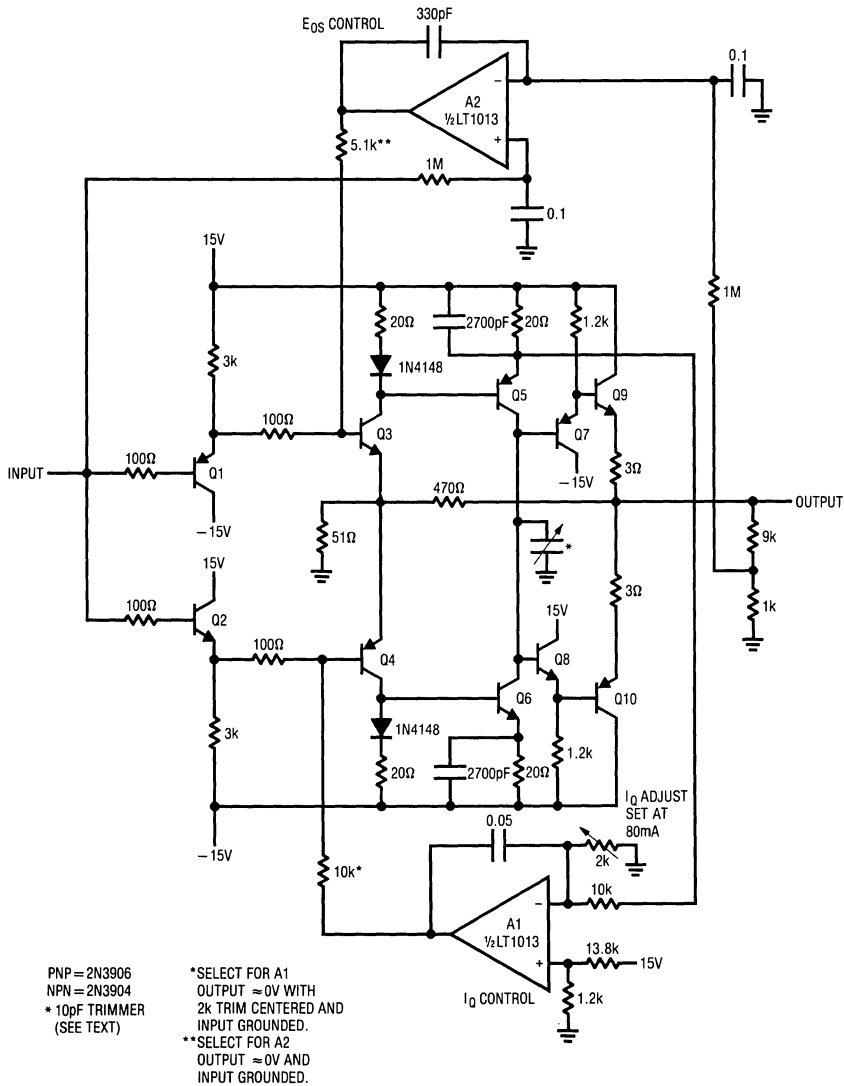 E_OS CONTROL
330pF
0.1
A2
½LT1013
−
+
5.1k**
1M
0.1
15V
1M
20Ω
2700pF
20Ω
1.2k
3k
1N4148
Q5
Q9
100Ω
Q3
Q7
100Ω
Q1
−15V
3Ω
INPUT
470Ω
OUTPUT
−15V
51Ω
*
9k
15V
3Ω
1k
100Ω
Q2
15V
100Ω
Q4
Q8
Q6
Q10
3k
1N4148
1.2k
20Ω
2700pF
20Ω
I_Q ADJUST
SET AT
80mA
0.05
−15V
2k
10k*
10k
−
A1
½LT1013
+
13.8k
15V
1.2k
I_Q CONTROL
PNP = 2N3906
NPN = 2N3904
* 10pF TRIMMER
(SEE TEXT)
*SELECT FOR A1
OUTPUT ≈ 0V WITH
2k TRIM CENTERED AND
INPUT GROUNDED.
**SELECT FOR A2
OUTPUT ≈ 0V AND
INPUT GROUNDED.